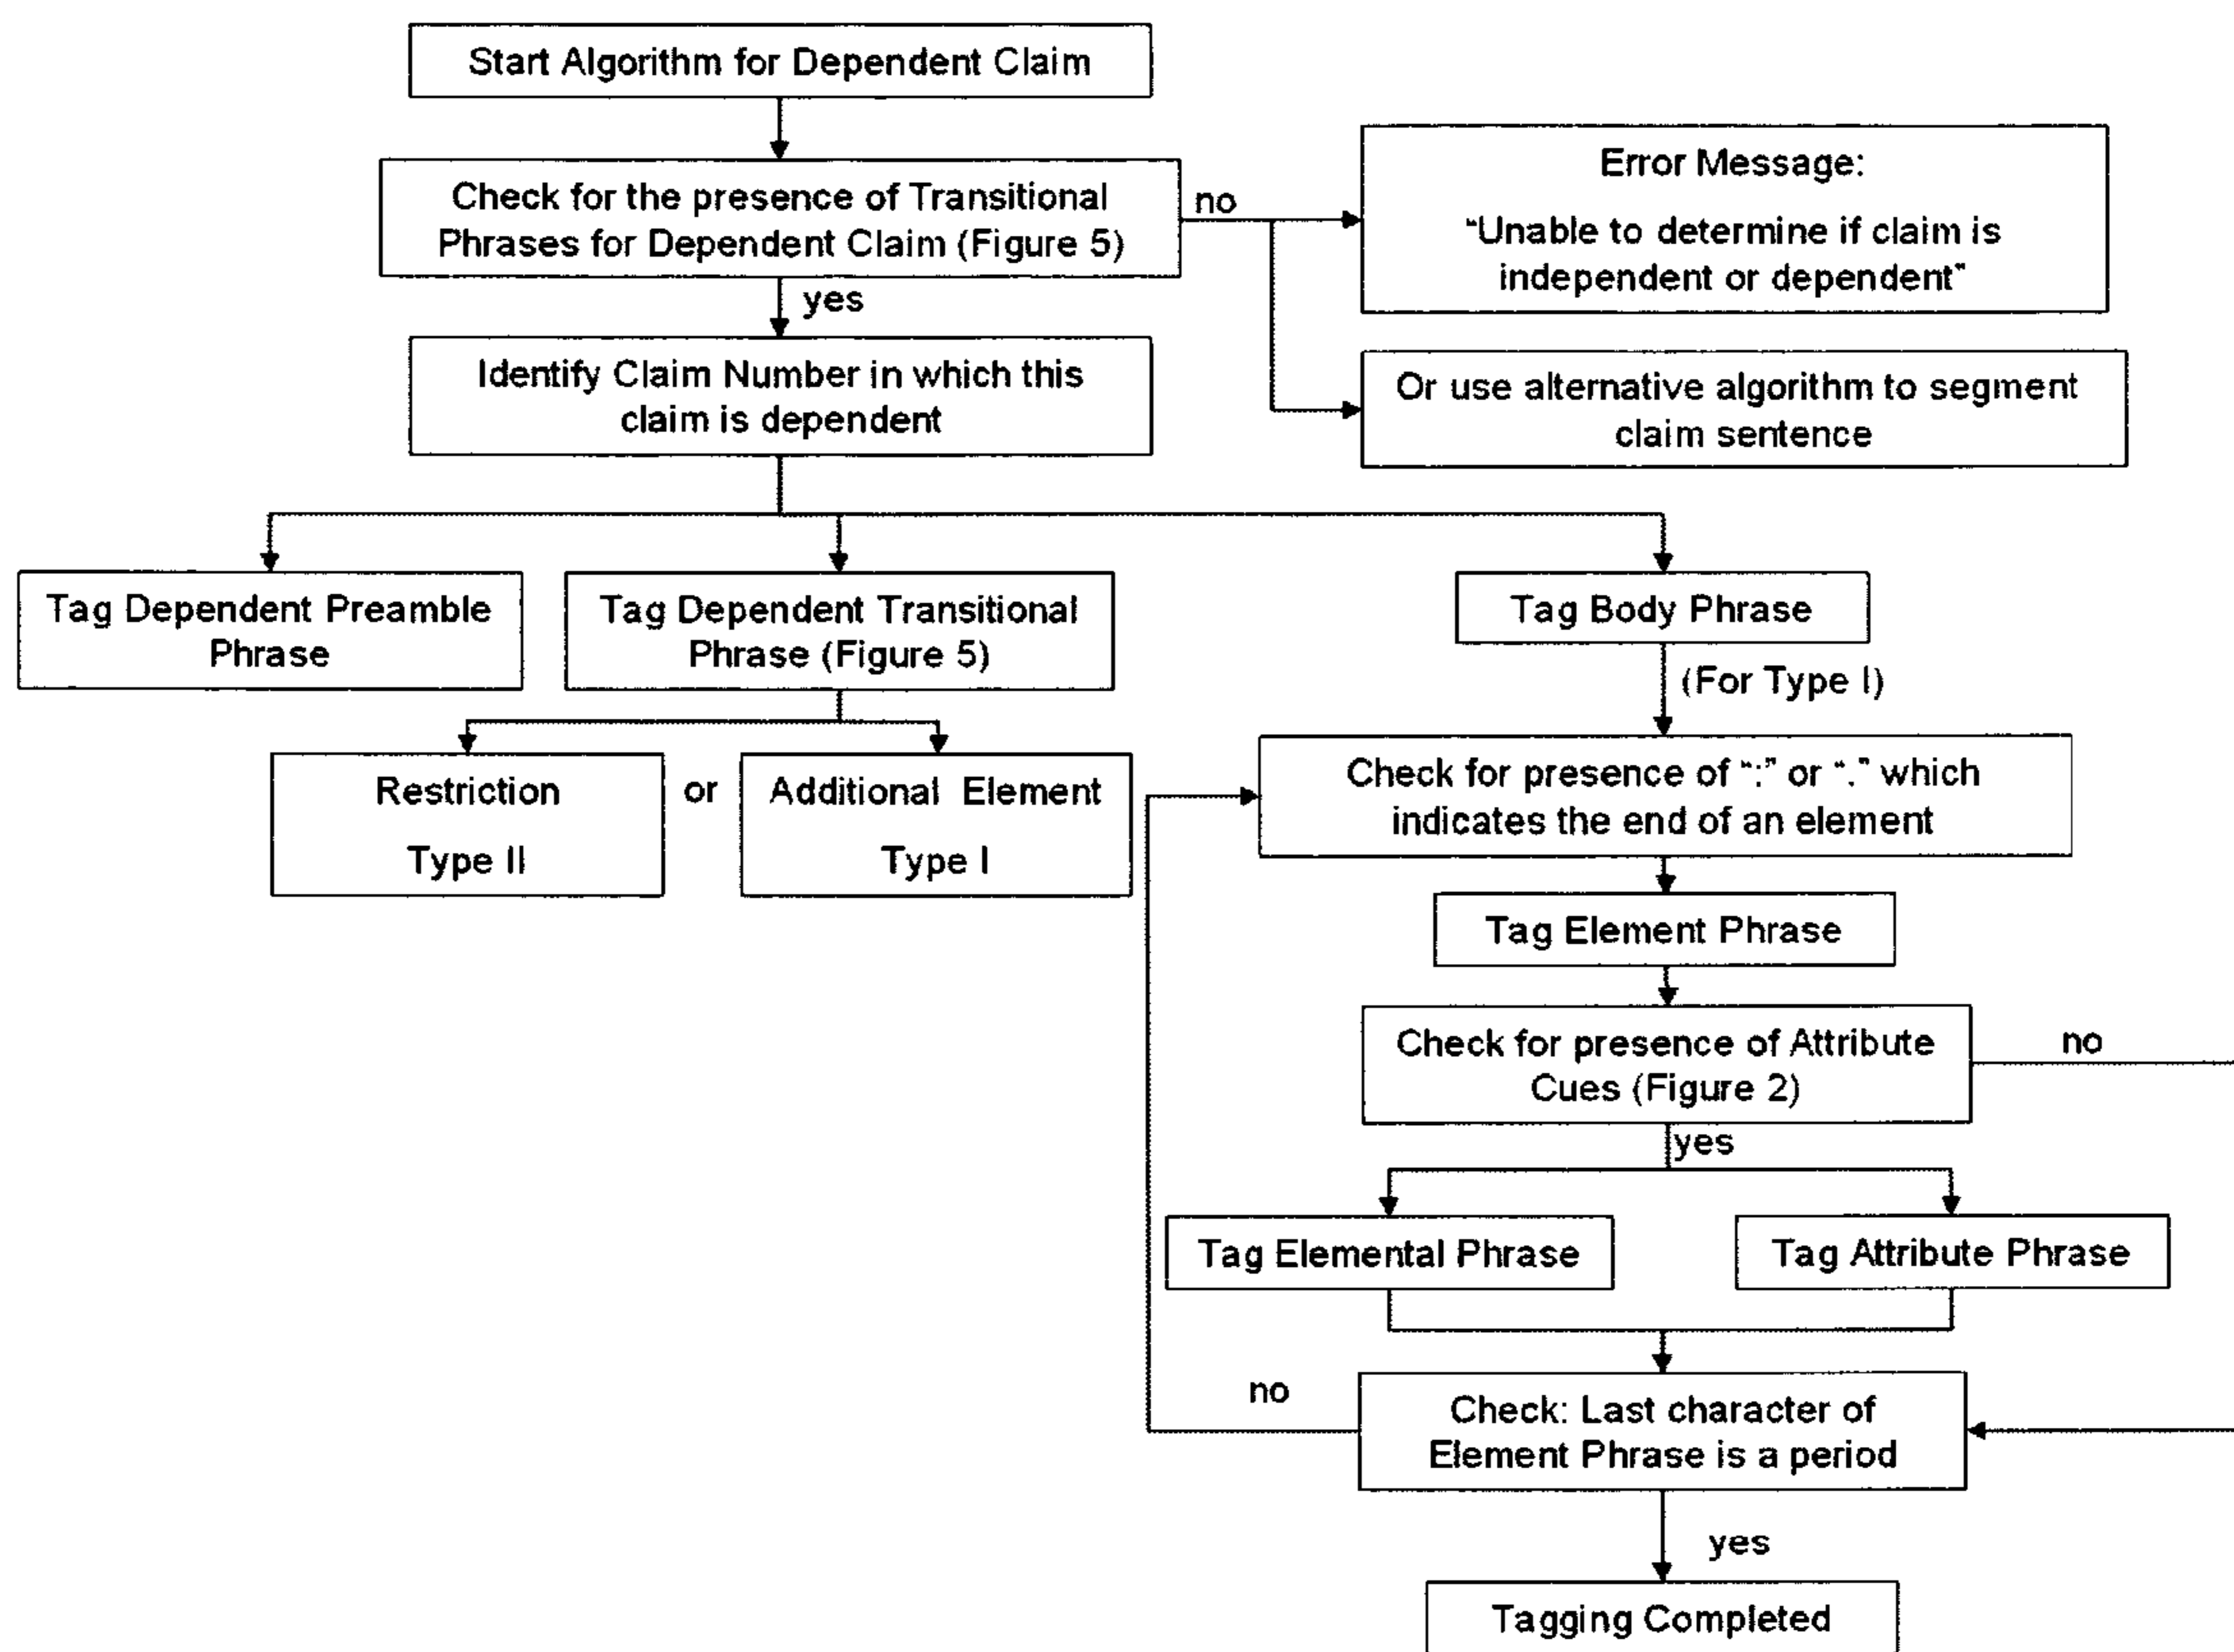 Start Algorithm for Dependent Claim
Check for the presence of Transitional
Phrases for Dependent Claim (Figure 5)
no
Error Message:
"Unable to determine if claim is
independent or dependent"
yes
Identify Claim Number in which this
claim is dependent
Or use alternative algorithm to segment
claim sentence
Tag Dependent Preamble
Phrase
Tag Dependent Transitional
Phrase (Figure 5)
Tag Body Phrase
(For Type I)
Restriction
Type II
or
Additional Element
Type I
Check for presence of ";" or "." which
indicates the end of an element
Tag Element Phrase
Check for presence of Attribute
Cues (Figure 2)
no
yes
Tag Elemental Phrase
Tag Attribute Phrase
no
Check: Last character of
Element Phrase is a period
yes
Tagging Completed